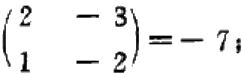 (2 - 3
1 - 2) = - 7;